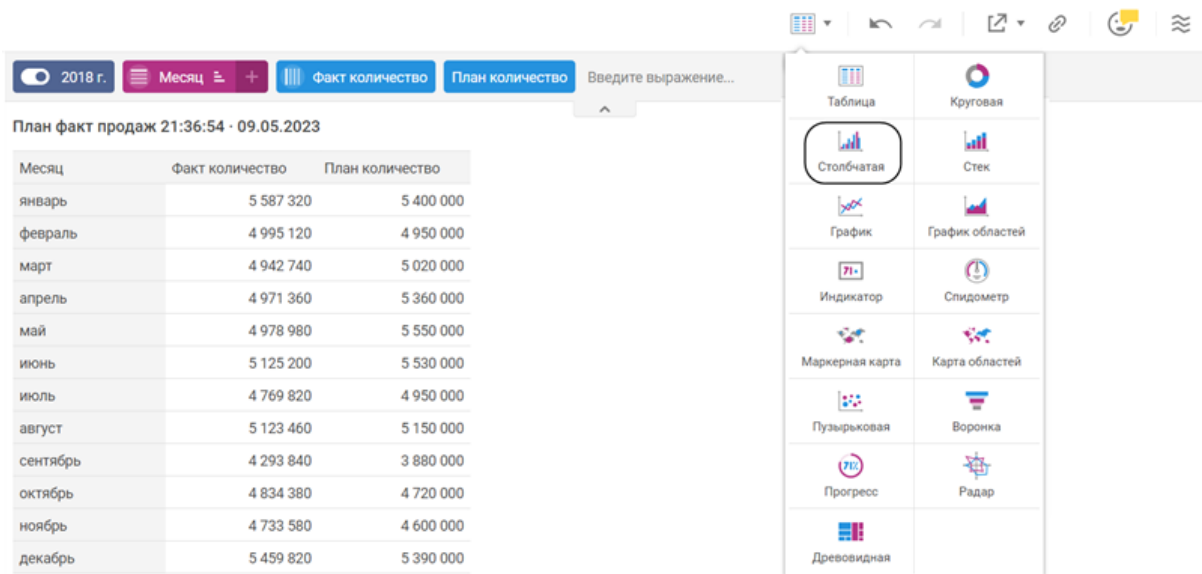 2018 г. Месяц + Факт количество План количество Введите выражение...
План факт продаж 21:36:54 · 09.05.2023
Месяц Факт количество План количество
январь 5 587 320 5 400 000
февраль 4 995 120 4 950 000
март 4 942 740 5 020 000
апрель 4 971 360 5 360 000
май 4 978 980 5 550 000
июнь 5 125 200 5 530 000
июль 4 769 820 4 950 000
август 5 123 460 5 150 000
сентябрь 4 293 840 3 880 000
октябрь 4 834 380 4 720 000
ноябрь 4 733 580 4 600 000
декабрь 5 459 820 5 390 000
Таблица Круговая
Столбчатая Стек
График График областей
Индикатор Спидометр
Маркерная карта Карта областей
Пузырьковая Воронка
71%
Прогресс Радар
Древовидная